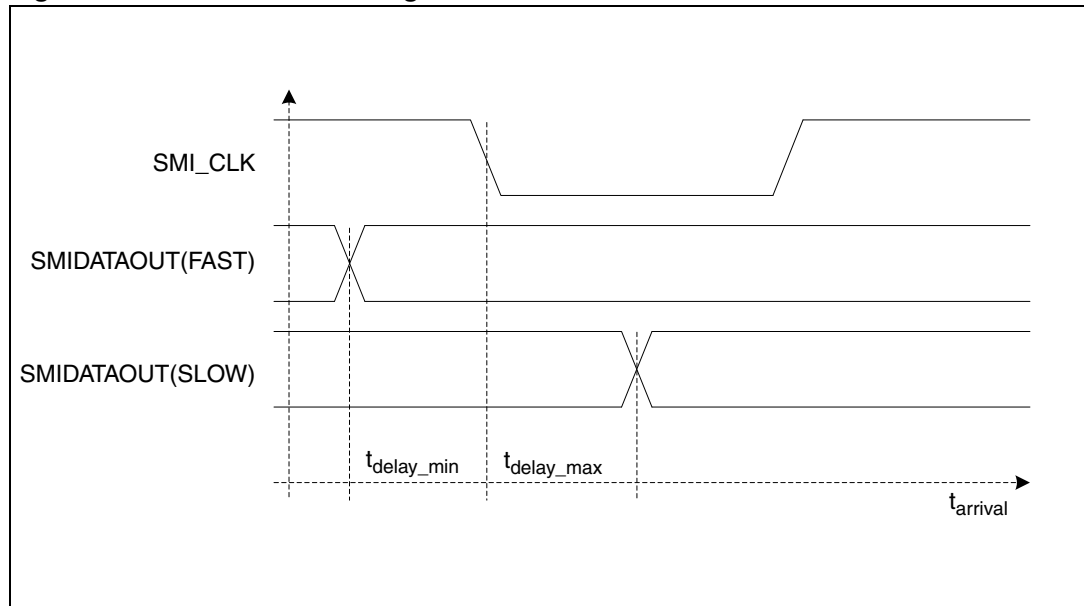 SMI_CLK
SMIDATAOUT(FAST)
SMIDATAOUT(SLOW)
tdelay_min tdelay_max
tarrival